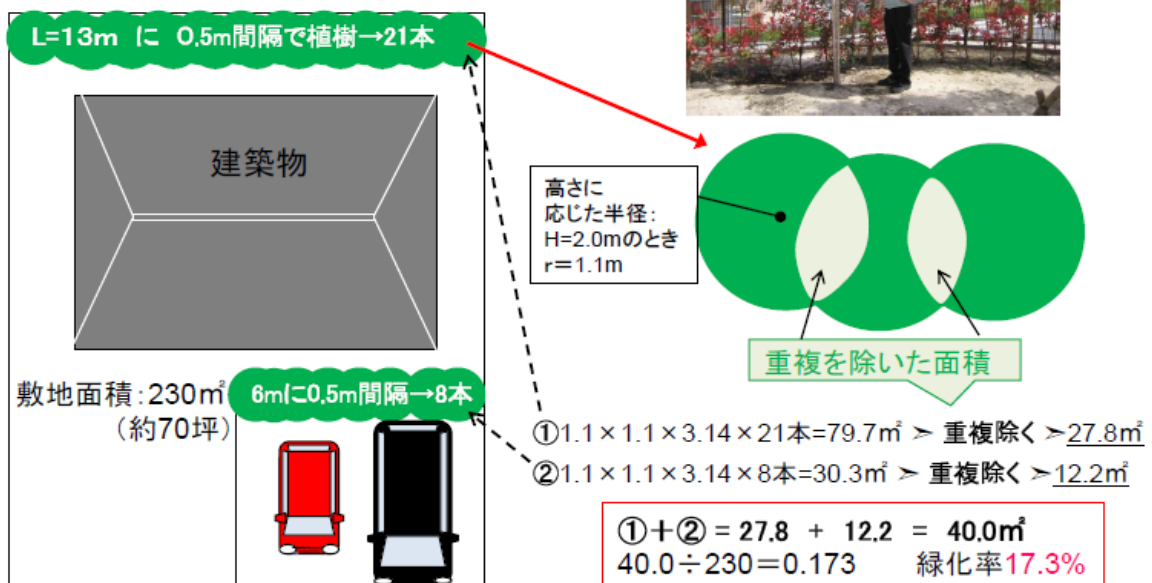 L=13m に 0.5m間隔で植樹→21本
建築物
高さに
応じた半径:
H=2.0mのとき
r=1.1m
重複を除いた面積
敷地面積:230㎡
(約70坪)
6mに0.5m間隔→8本
①1.1×1.1×3.14×21本=79.7㎡ ➣ 重複除く ➣27.8㎡
②1.1×1.1×3.14×8本=30.3㎡ ➣ 重複除く ➣12.2㎡
①+② = 27.8 + 12.2 = 40.0㎡
40.0÷230=0.173 緑化率17.3%